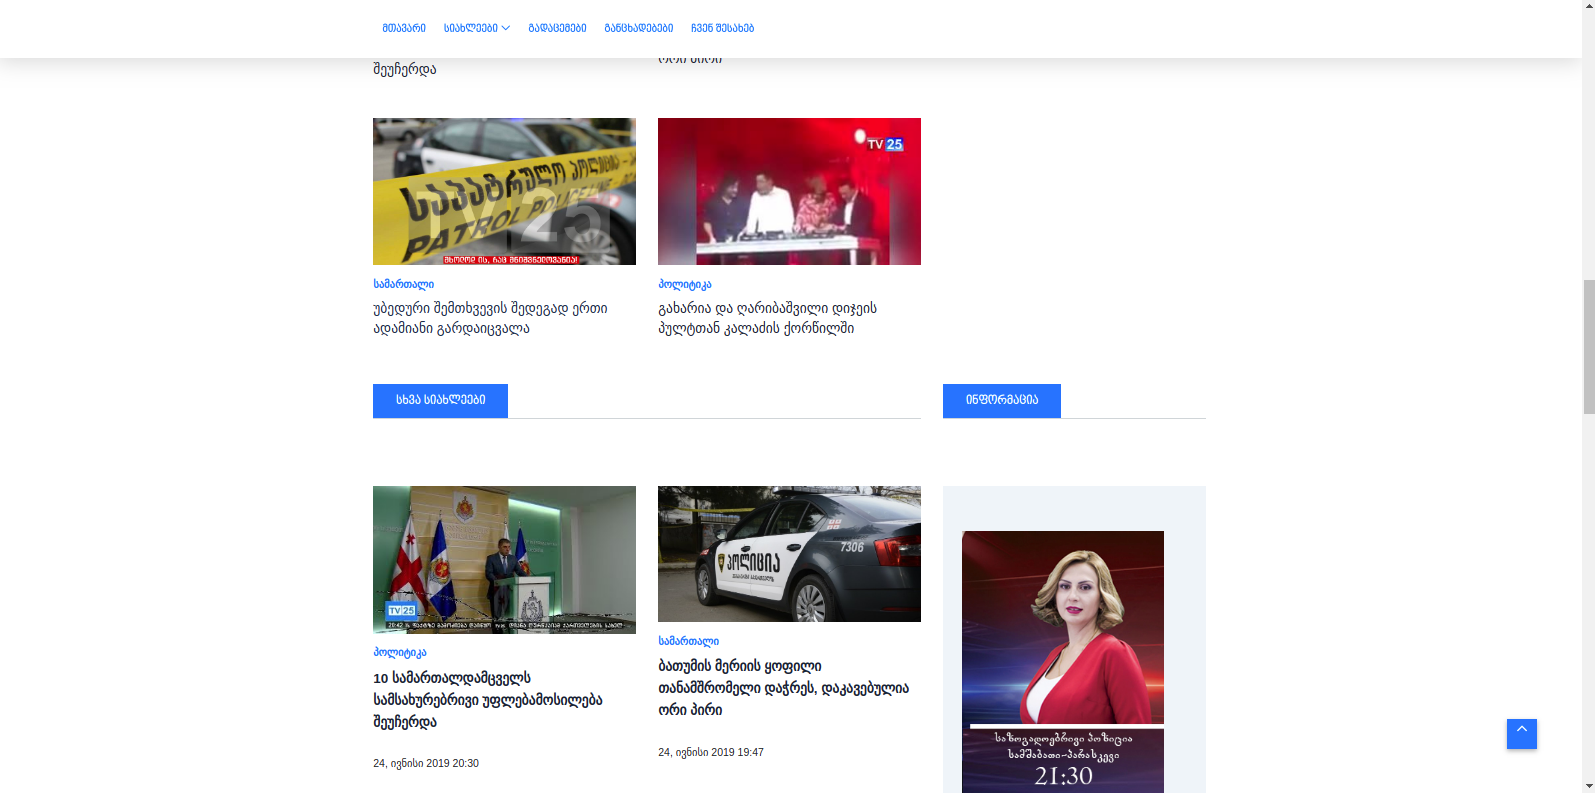 მთავარი
სიახლეები
გადაცემები
განცხადებები
ჩვენ შესახებ
შეუჩერდა
ორი პირი
საპატრულო პოლიცია
PATROL POLICE
TV 25
მხოლოდ ის, რაც მნიშვნელოვანია!
TV 25
სამართალი
უბედური შემთხვევის შედეგად ერთი
ადამიანი გარდაიცვალა
პოლიტიკა
გახარია და ღარიბაშვილი დიჯეის
პულტთან კალაძის ქორწილში
სხვა სიახლეები
ინფორმაცია
TV 25
პოლიტიკა
10 სამართალდამცველს
სამსახურებრივი უფლებამოსილება
შეუჩერდა
24, ივნისი 2019 20:30
7306
პოლიცია
სამართალი
ბათუმის მერიის ყოფილი
თანამშრომელი დაჭრეს, დაკავებულია
ორი პირი
24, ივნისი 2019 19:47
საზოგადოებრივი პოზიცია
სამშაბათი-პარასკევი
21:30